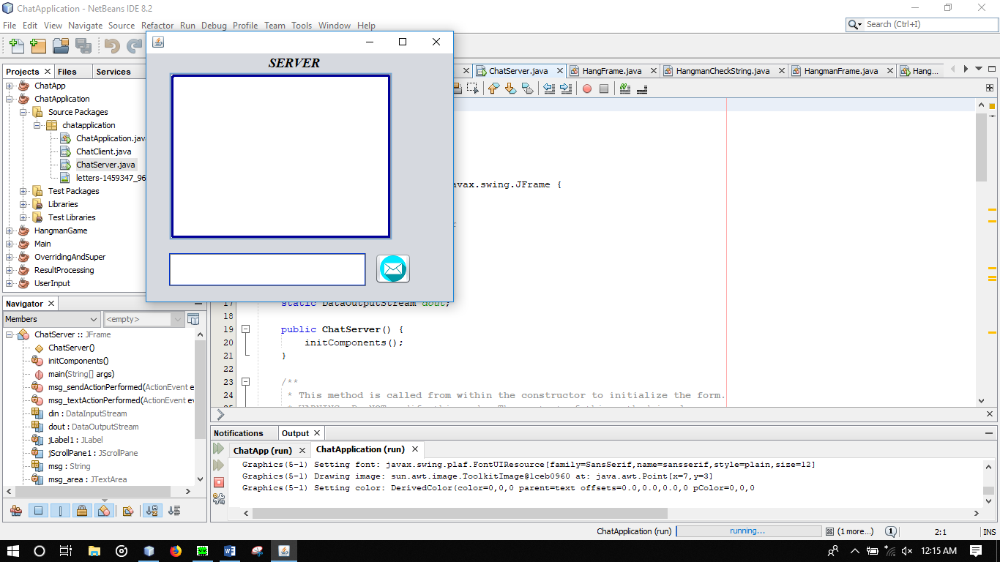 ChatApplication - NetBeans IDE 8.2
File Edit View Navigate Source Refactor Run Debug Profile Team Tools Window Help
Search (Ctrl+I)
SERVER
Projects Files Services
ChatServer.java HangFrame.java HangmanCheckString.java HangmanFrame.java Hang...
ChatApp
ChatApplication
Source Packages
chatapplication
ChatApplication.jav
ChatClient.java
ChatServer.java
letters-1459347_96
Test Packages
Libraries
Test Libraries
HangmanGame
Main
OverridingAndSuper
ResultProcessing
UserInput
avax.swing.JFrame {
17 static DataOutputStream dout;
18
19 public ChatServer() {
20 initComponents();
21 }
22
23 /**
24 * This method is called from within the constructor to initialize the form.
Navigator
Members <empty>
ChatServer :: JFrame
ChatServer()
initComponents()
main(String[] args)
msg_sendActionPerformed(ActionEvent e
msg_textActionPerformed(ActionEvent ev
din : DataInputStream
dout : DataOutputStream
jLabel1 : JLabel
jScrollPane1 : JScrollPane
msg : String
msg_area : JTextArea
Notifications Output
ChatApp (run) ChatApplication (run)
Graphics(5-1) Setting font: javax.swing.plaf.FontUIResource[family=SansSerif,name=sansserif,style=plain,size=12]
Graphics(5-1) Drawing image: sun.awt.image.ToolkitImage@1ceb0960 at: java.awt.Point[x=7,y=3]
Graphics(5-1) Setting color: DerivedColor(color=0,0,0 parent=text offsets=0.0,0.0,0.0,0 pColor=0,0,0
ChatApplication (run) running... (1 more...) 2:1 INS
12:15 AM